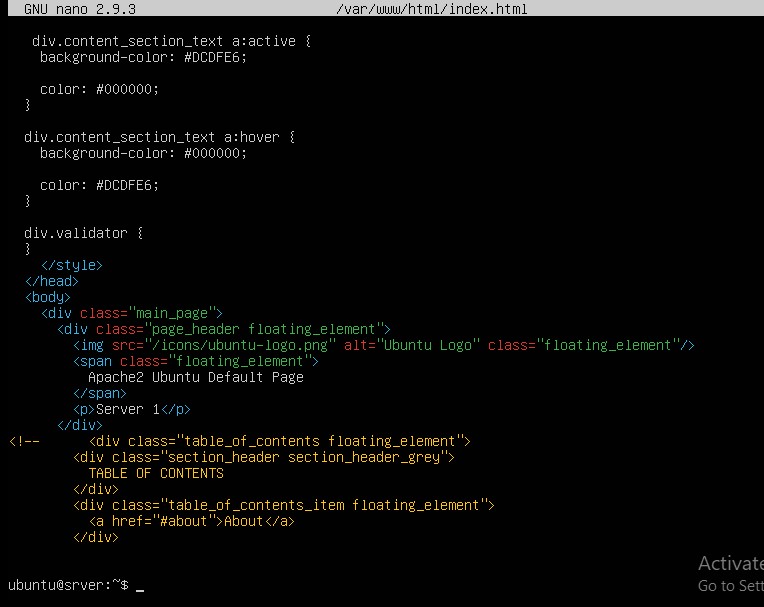 GNU nano 2.9.3 /var/www/html/index.html
div.content_section_text a:active {
background-color: #DCDFE6;
color: #000000;
}
div.content_section_text a:hover {
background-color: #000000;
color: #DCDFE6;
}
div.validator {
}
</style>
</head>
<body>
<div class="main_page">
<div class="page_header floating_element">
<img src="/icons/ubuntu-logo.png" alt="Ubuntu Logo" class="floating_element"/>
<span class="floating_element">
Apache2 Ubuntu Default Page
</span>
<p>Server 1</p>
</div>
<!-- <div class="table_of_contents floating_element">
<div class="section_header section_header_grey">
TABLE OF CONTENTS
</div>
<div class="table_of_contents_item floating_element">
<a href="#about">About</a>
</div>
ubuntu@srver:~$ _
Activate
Go to Sett